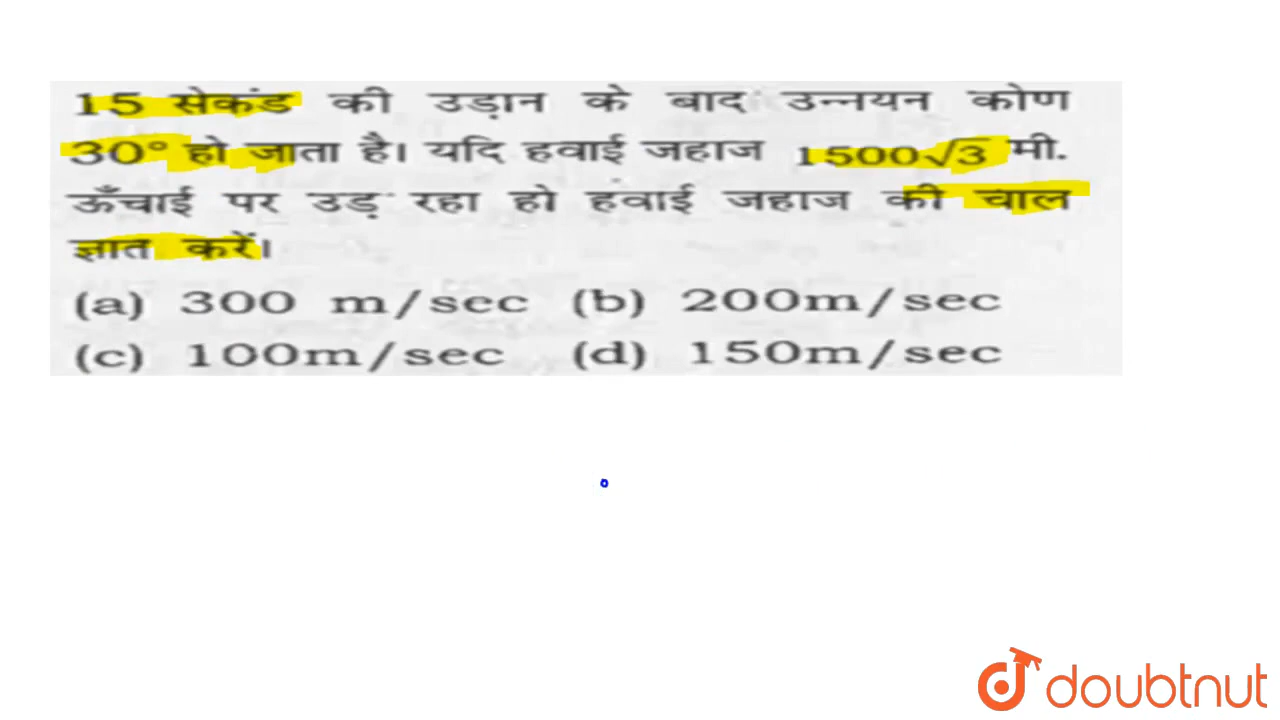 15 सेकंड की उड़ान के बाद उन्नयन कोण
30° हो जाता है। यदि हवाई जहाज 1500√3 मी.
ऊँचाई पर उड़ रहा हो हवाई जहाज की चाल
ज्ञात करें।
(a) 300 m/sec (b) 200m/sec
(c) 100m/sec (d) 150m/sec
doubtnut